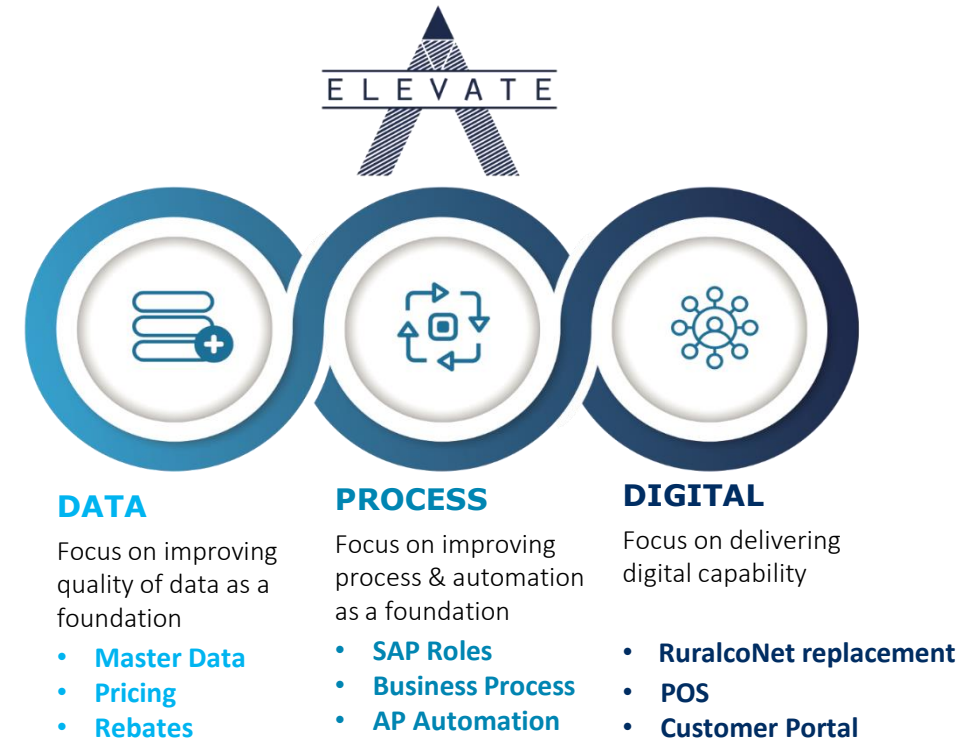 ELEVATE
DATA
Focus on improving
quality of data as a
foundation
• Master Data
• Pricing
• Rebates
PROCESS
Focus on improving
process & automation
as a foundation
• SAP Roles
• Business Process
• AP Automation
DIGITAL
Focus on delivering
digital capability
• RuralcoNet replacement
• POS
• Customer Portal